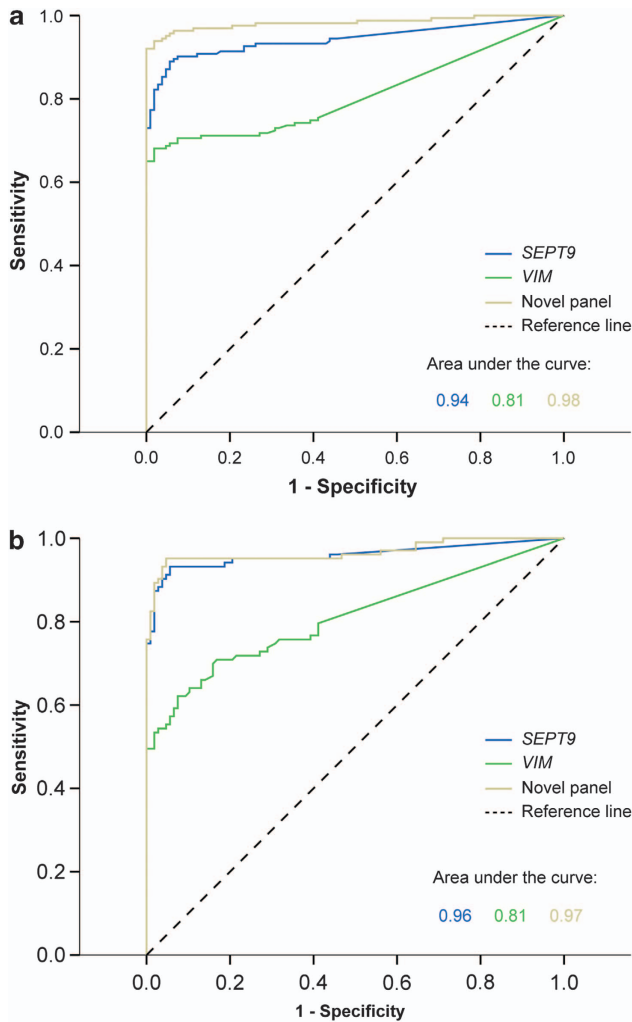 a
1.0
0.8
0.6
0.4
0.2
0.0
Sensitivity
SEPT9
VIM
Novel panel
Reference line
Area under the curve:
0.94 0.81 0.98
0.0 0.2 0.4 0.6 0.8 1.0
1 - Specificity
b
1.0
0.8
0.6
0.4
0.2
0.0
Sensitivity
SEPT9
VIM
Novel panel
Reference line
Area under the curve:
0.96 0.81 0.97
0.0 0.2 0.4 0.6 0.8 1.0
1 - Specificity